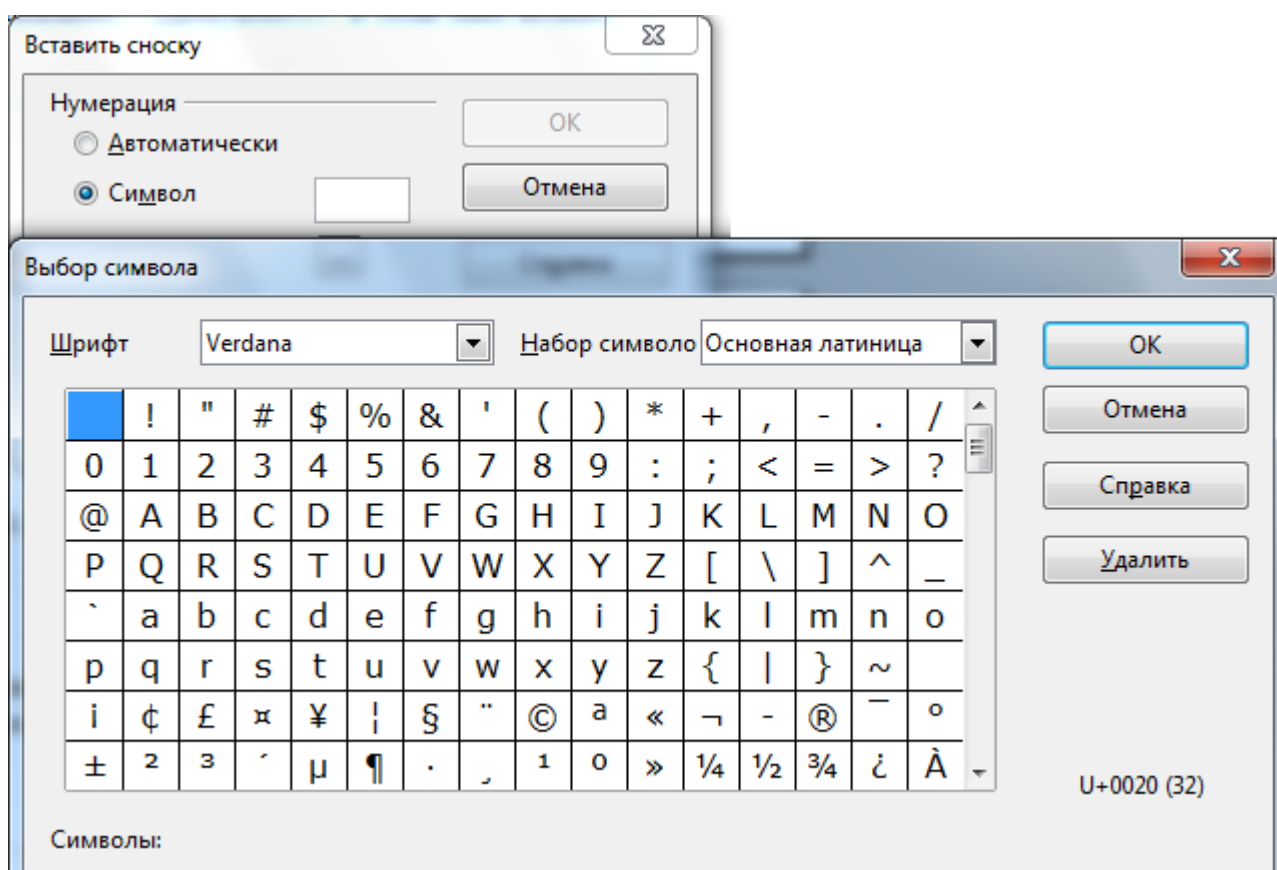 Вставить сноску
Нумерация
Автоматически
OK
Символ
Отмена
Выбор символа
Шрифт Verdana Набор символо Основная латиница OK
! " # $ % & ' ( ) * + , - . / Отмена
0 1 2 3 4 5 6 7 8 9 : ; < = > ?
@ A B C D E F G H I J K L M N O Справка
P Q R S T U V W X Y Z [ \ ] ^ _ Удалить
` a b c d e f g h i j k l m n o
p q r s t u v w x y z { | } ~
¡ ¢ £ ¤ ¥ ¦ § ¨ © ª « ¬ - ® ¯ °
± ² ³ ´ µ ¶ · ¸ ¹ º » ¼ ½ ¾ ¿ À
U+0020 (32)
Символы: